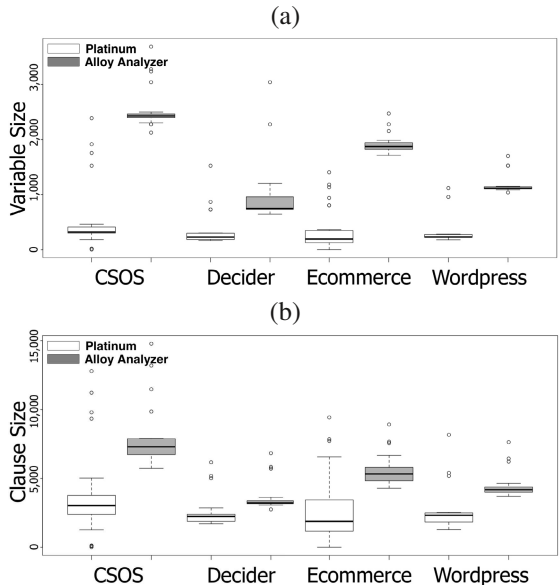 (a)
Platinum
Alloy Analyzer
Variable Size
3,000
2,000
1,000
0
CSOS Decider Ecommerce Wordpress
(b)
Platinum
Alloy Analyzer
Clause Size
15,000
10,000
5,000
0
CSOS Decider Ecommerce Wordpress